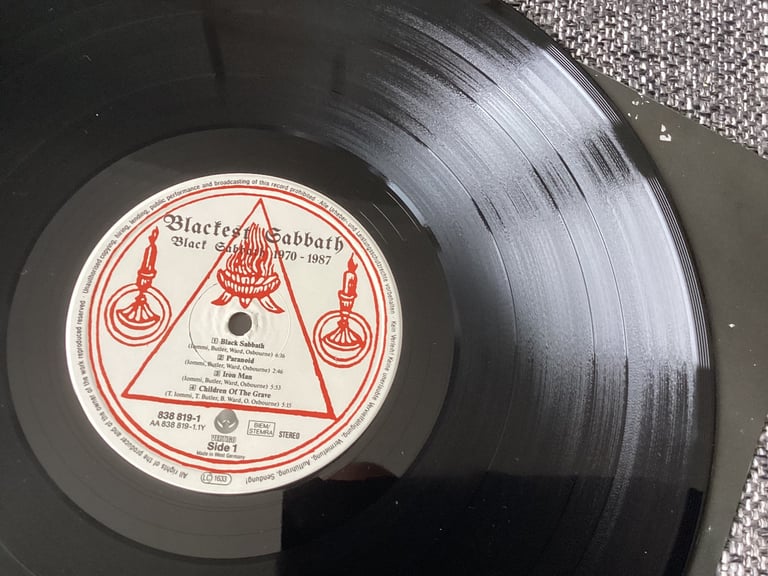 Blackest Sabbath
Black Sabbath 1970 - 1987
1 Black Sabbath
(Iommi, Butler, Ward, Osbourne) 6:16
2 Paranoid
(Iommi, Butler, Ward, Osbourne) 2:46
3 Iron Man
(Iommi, Butler, Ward, Osbourne) 5:53
4 Children Of The Grave
(T. Iommi, T. Butler, B. Ward, O. Osbourne) 5:15
838 819-1
AA 838 819-1.1Y
VERTIGO
BIEM/
STEMRA
STEREO
Side 1
Made in West Germany
LC 1633
All rights of the producer and of the owner of the work reproduced reserved · Unauthorised copying, hiring, lending, public performance and broadcasting of this record prohibited · Alle Urheber- und Leistungsschutzrechte vorbehalten · Kein Verleih! Keine unerlaubte Vervielfältigung, Vermietung, Aufführung, Sendung!